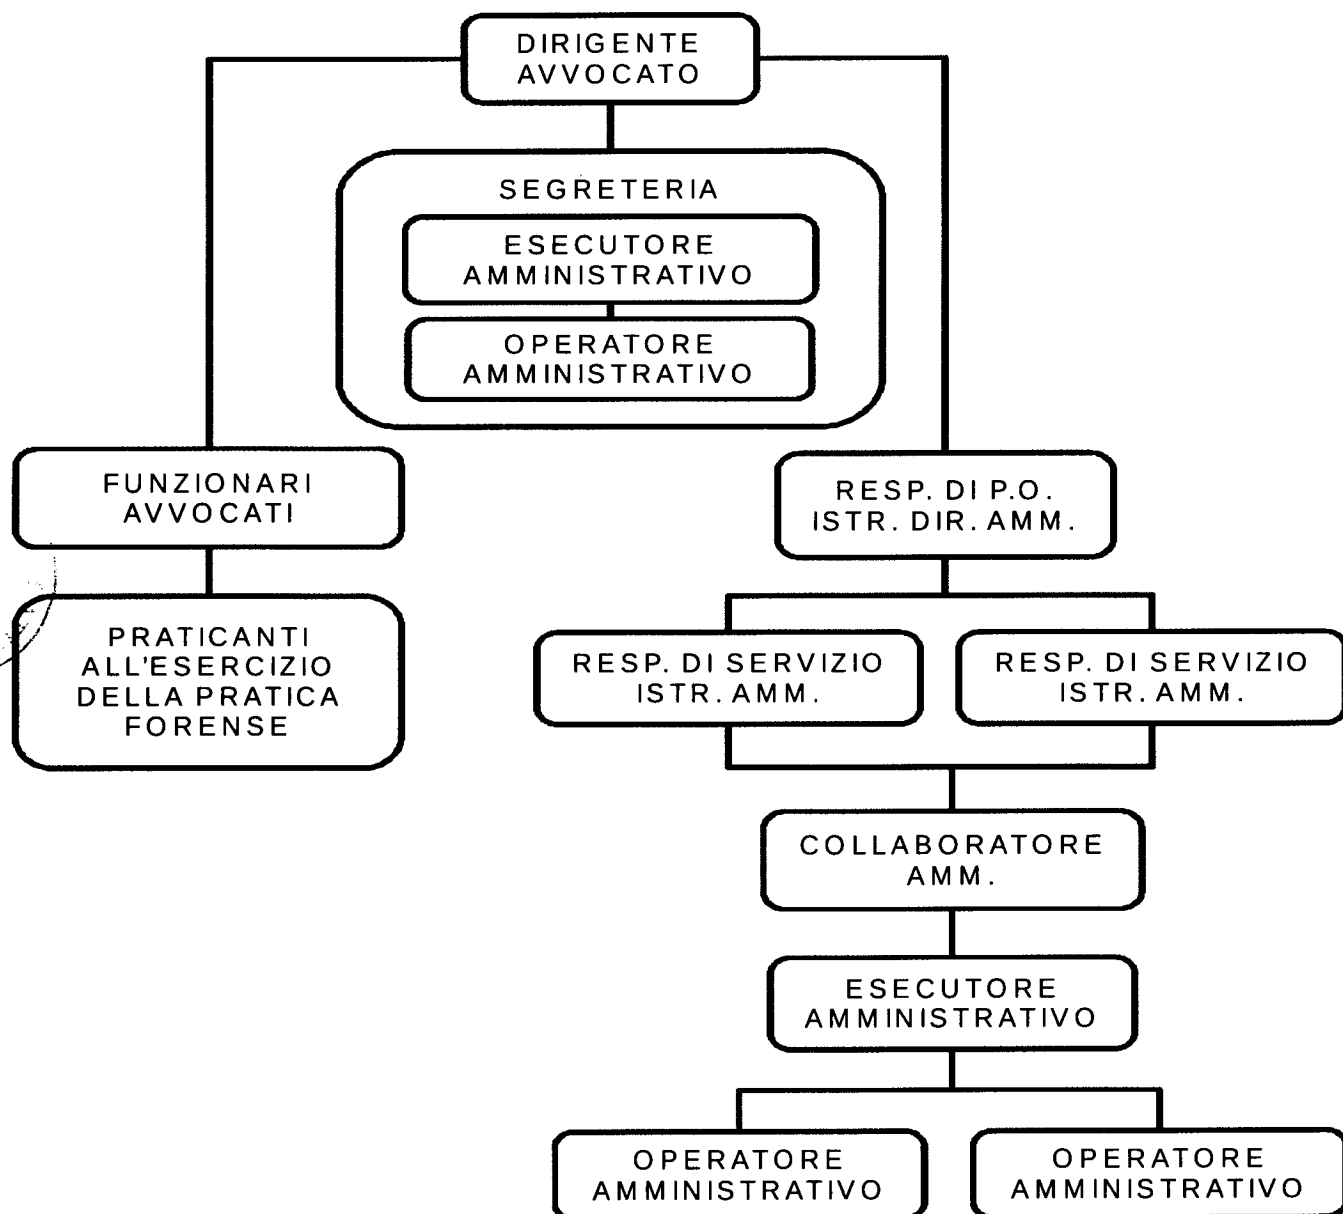 DIRIGENTE
AVVOCATO
SEGRETERIA
ESECUTORE
AMMINISTRATIVO
OPERATORE
AMMINISTRATIVO
FUNZIONARI
AVVOCATI
RESP. DI P.O.
ISTR. DIR. AMM.
PRATICANTI
ALL'ESERCIZIO
DELLA PRATICA
FORENSE
RESP. DI SERVIZIO
ISTR. AMM.
RESP. DI SERVIZIO
ISTR. AMM.
COLLABORATORE
AMM.
ESECUTORE
AMMINISTRATIVO
OPERATORE
AMMINISTRATIVO
OPERATORE
AMMINISTRATIVO